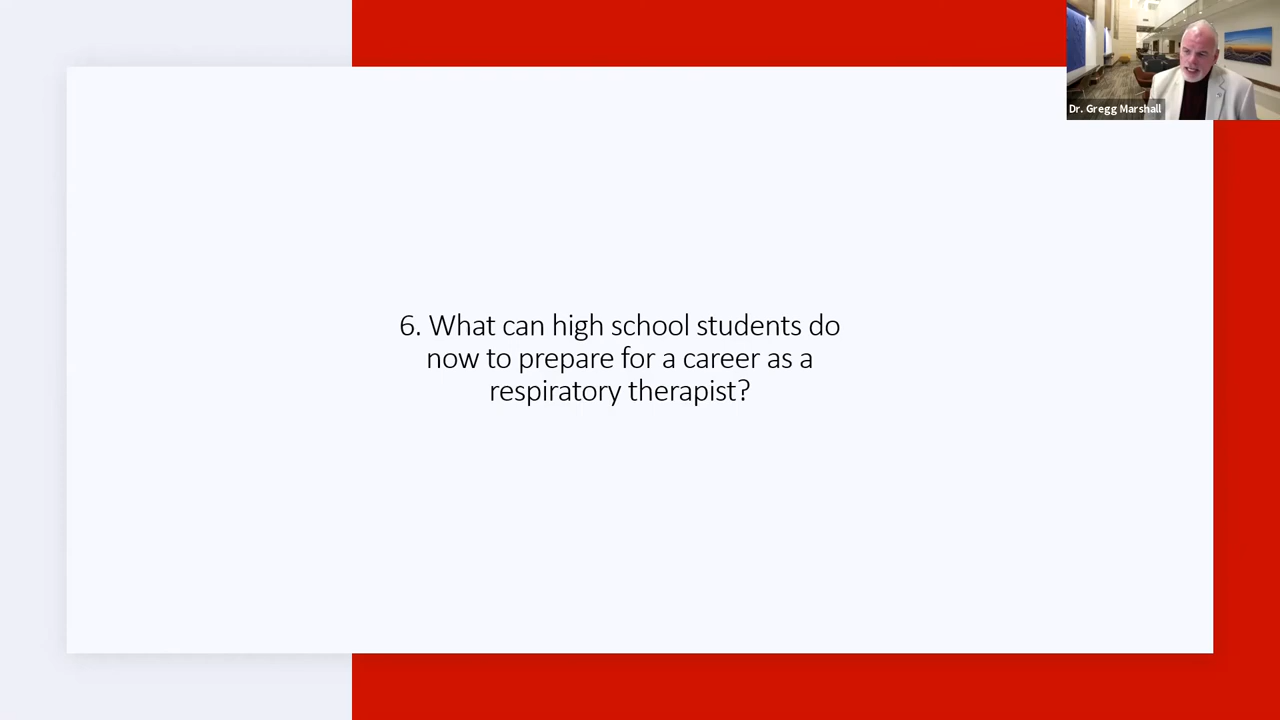 Dr. Gregg Marshall
6. What can high school students do
now to prepare for a career as a
respiratory therapist?